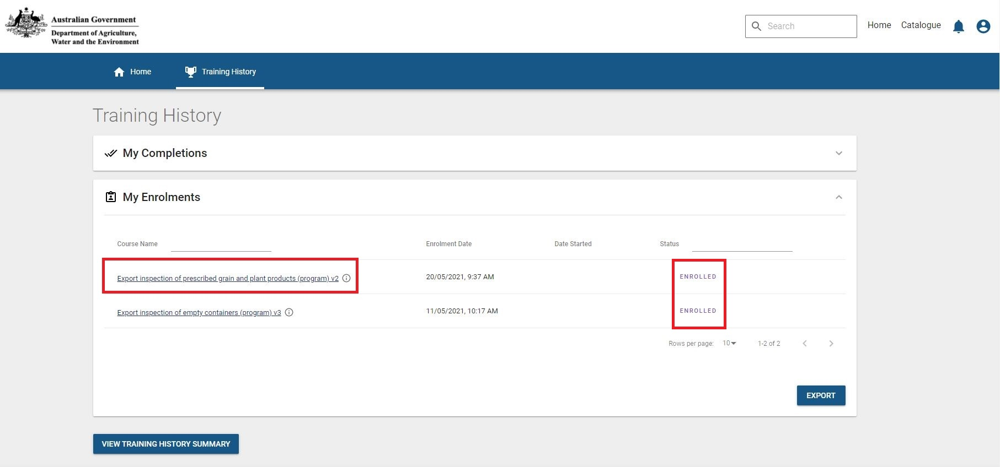 Australian Government
Department of Agriculture,
Water and the Environment
Search
Home
Catalogue
Home
Training History
Training History
My Completions
My Enrolments
Course Name Enrolment Date Date Started Status
Export inspection of prescribed grain and plant products (program) v2 20/05/2021, 9:37 AM ENROLLED
Export inspection of empty containers (program) v3 11/05/2021, 10:17 AM ENROLLED
Rows per page: 10 1-2 of 2
EXPORT
VIEW TRAINING HISTORY SUMMARY